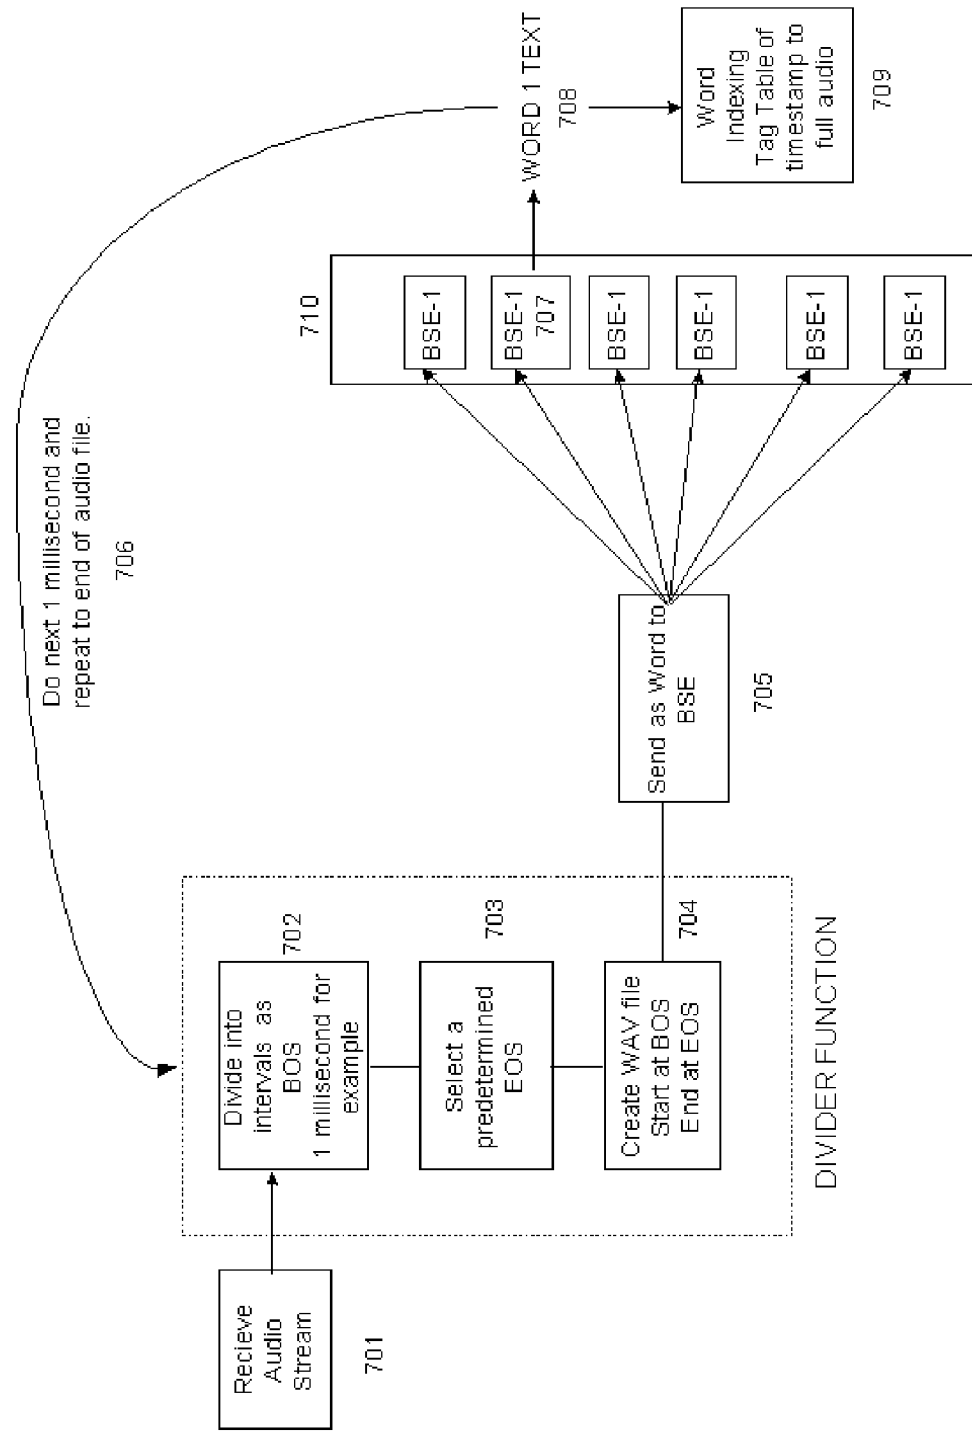 Recieve
Audio
Stream
701
Divide into
intervals as
BOS
1 millisecond for
example
702
Select a
predetermined
EOS
703
Create WAV file
Start at BOS
End at EOS
704
DIVIDER FUNCTION
Send as Word to
BSE
705
Do next 1 millisecond and
repeat to end of audio file.
706
710
BSE-1
BSE-1
707
BSE-1
BSE-1
BSE-1
BSE-1
WORD 1 TEXT
708
Word
Indexing
Tag Table of
timestamp to
full audio
709